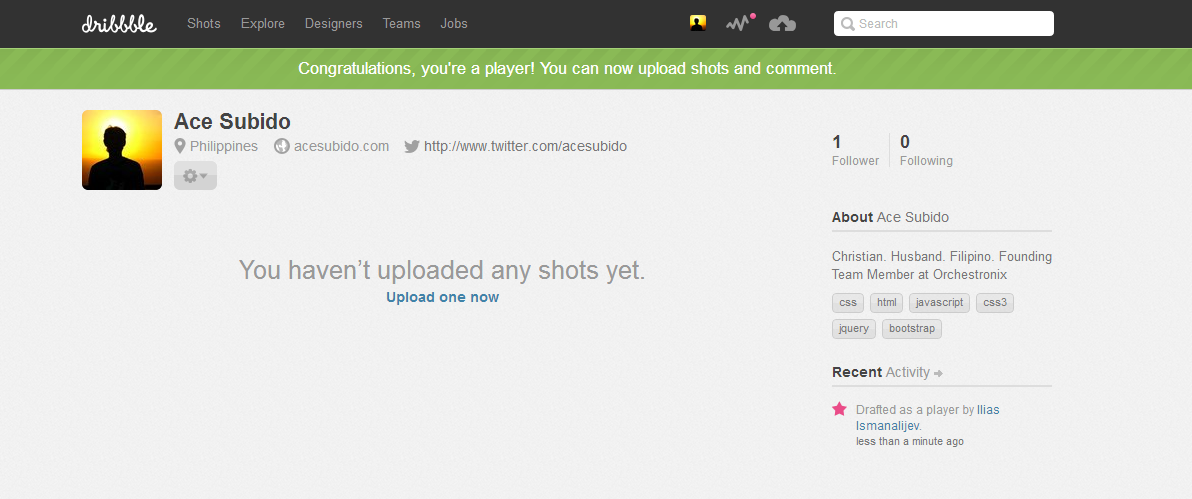 dribbble
Shots Explore Designers Teams Jobs
Search
Congratulations, you're a player! You can now upload shots and comment.
Ace Subido
Philippines acesubido.com http://www.twitter.com/acesubido
1 0
Follower Following
You haven’t uploaded any shots yet.
Upload one now
About Ace Subido
Christian. Husband. Filipino. Founding
Team Member at Orchestronix
css html javascript css3
jquery bootstrap
Recent Activity
Drafted as a player by Ilias
Ismanalijev.
less than a minute ago